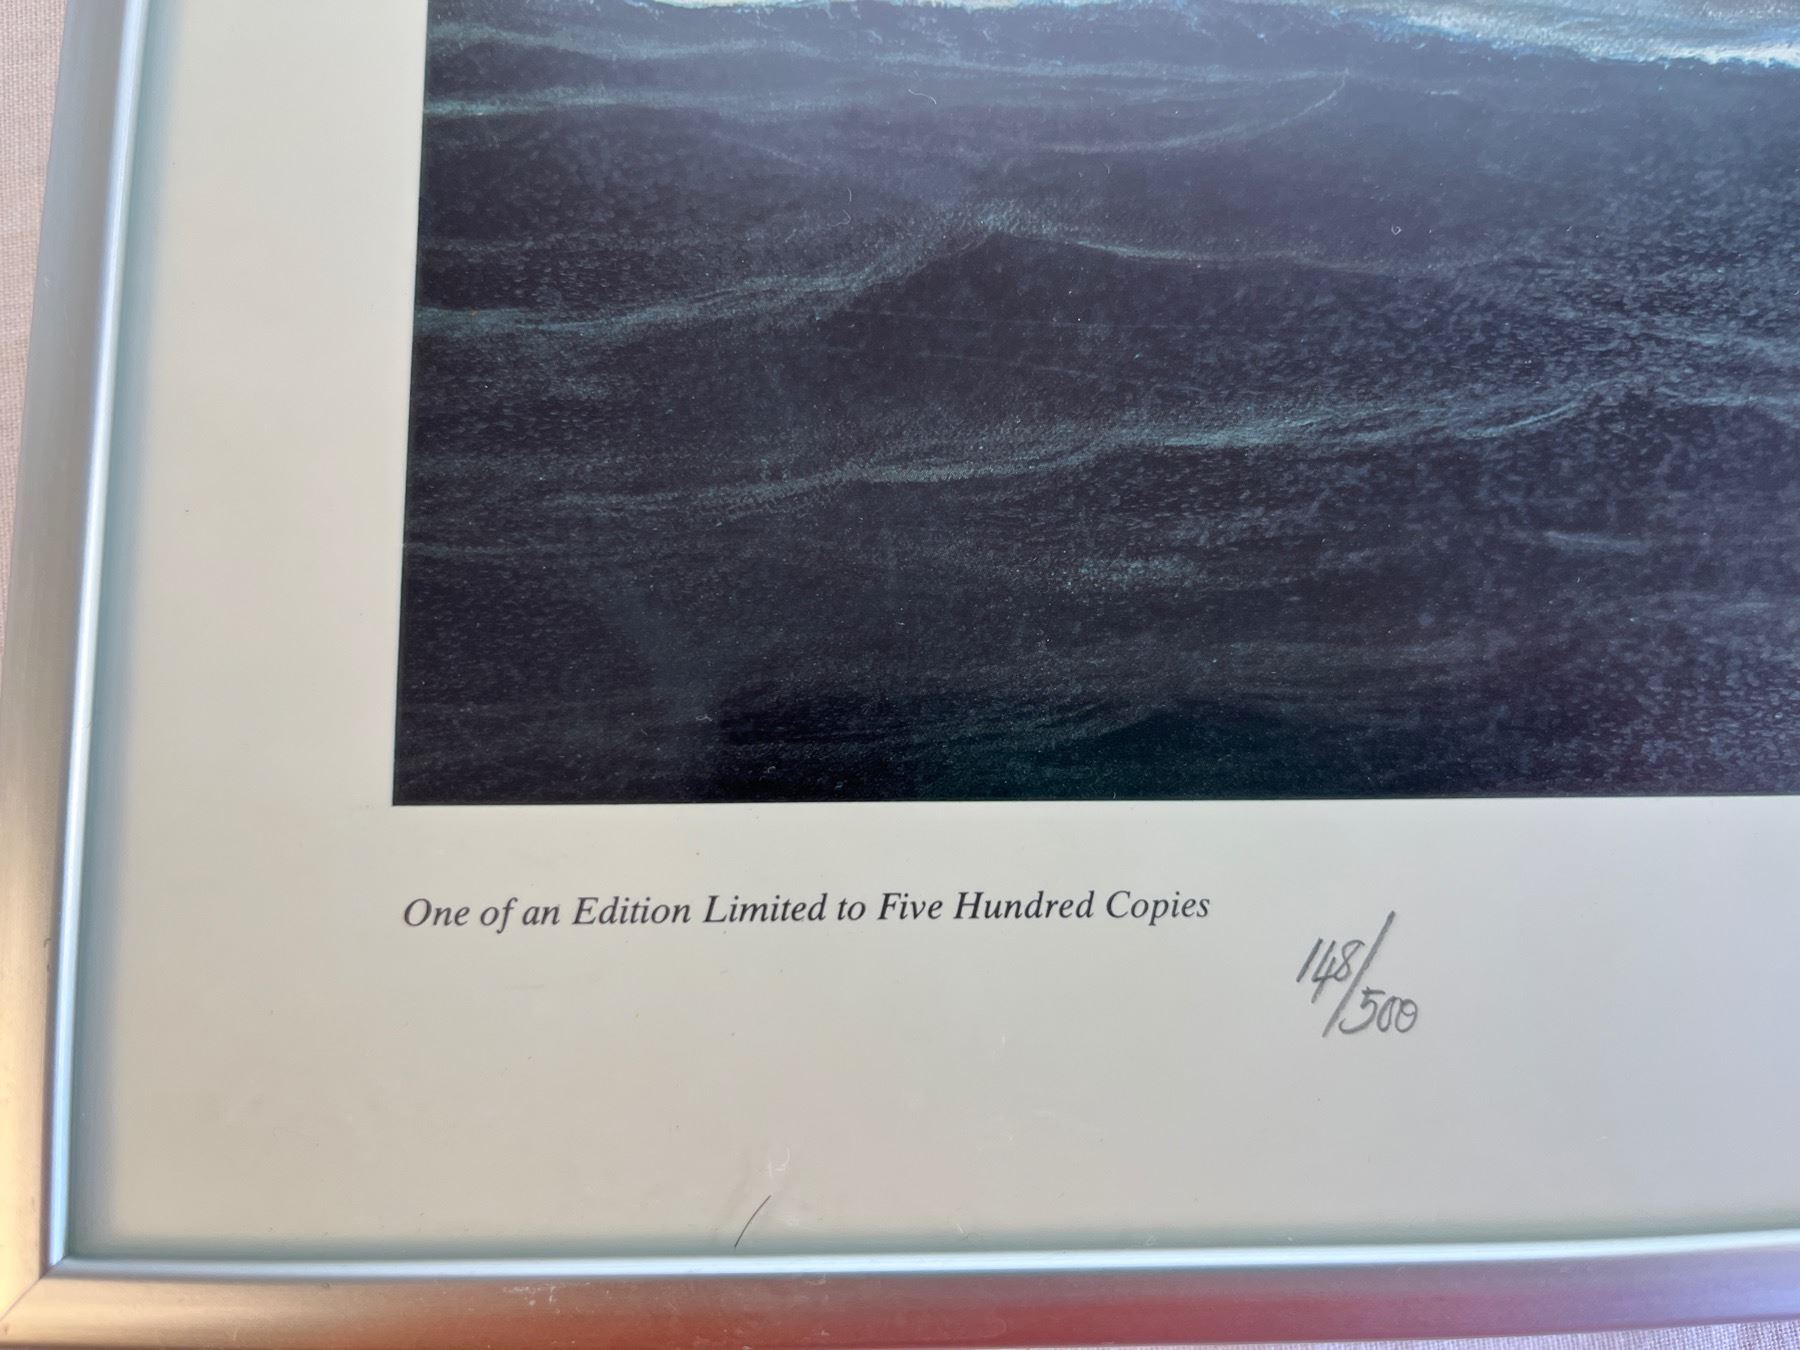 One of an Edition Limited to Five Hundred Copies
148/500